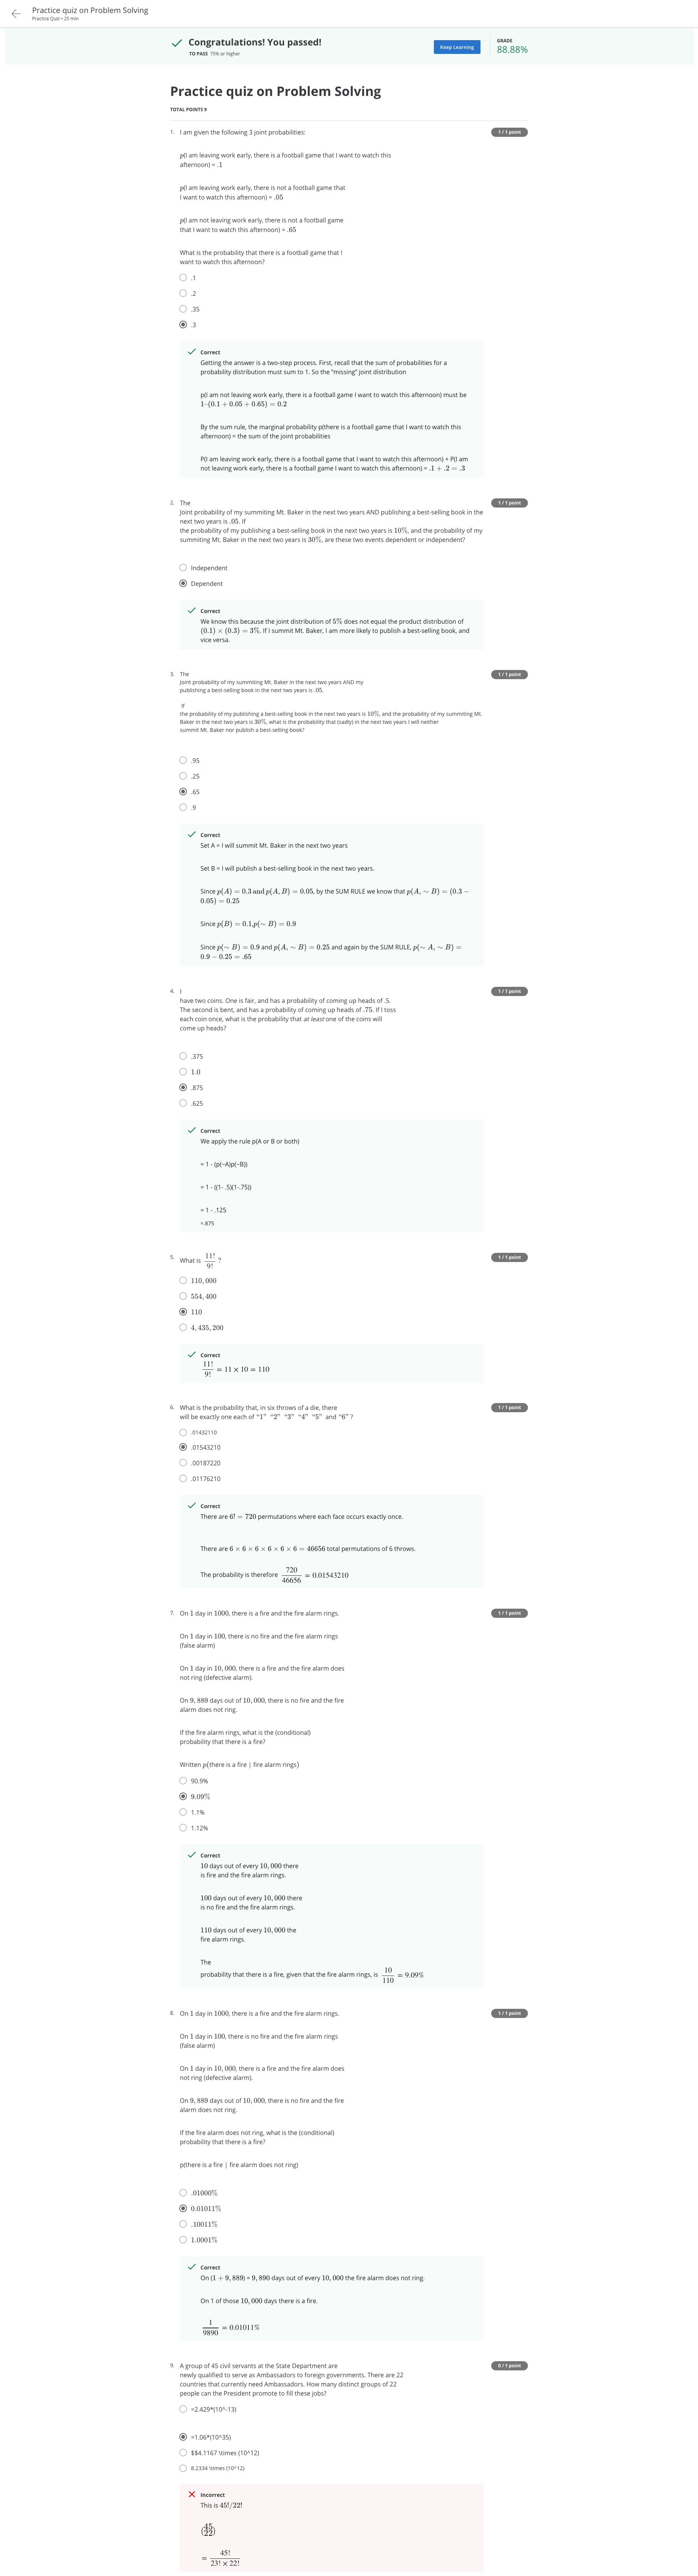 Practice quiz on Problem Solving
Practice Quiz • 25 min
Congratulations! You passed!
TO PASS 75% or higher
Keep Learning
GRADE
88.88%
Practice quiz on Problem Solving
TOTAL POINTS 9
1. I am given the following 3 joint probabilities:
1 / 1 point
p(I am leaving work early, there is a football game that I want to watch this
afternoon) = .1
p(I am leaving work early, there is not a football game that
I want to watch this afternoon) = .05
p(I am not leaving work early, there is not a football game
that I want to watch this afternoon) = .65
What is the probability that there is a football game that I
want to watch this afternoon?
.1
.2
.35
.3
Correct
Getting the answer is a two-step process. First, recall that the sum of probabilities for a
probability distribution must sum to 1. So the “missing” joint distribution
p(I am not leaving work early, there is a football game I want to watch this afternoon) must be
1–(0.1 + 0.05 + 0.65) = 0.2
By the sum rule, the marginal probability p(there is a football game that I want to watch this
afternoon) = the sum of the joint probabilities
P(I am leaving work early, there is a football game that I want to watch this afternoon) + P(I am
not leaving work early, there is a football game I want to watch this afternoon) = .1 + .2 = .3
2. The
1 / 1 point
Joint probability of my summiting Mt. Baker in the next two years AND publishing a best-selling book in the
next two years is .05. If
the probability of my publishing a best-selling book in the next two years is 10%, and the probability of my
summiting Mt. Baker in the next two years is 30%, are these two events dependent or independent?
Independent
Dependent
Correct
We know this because the joint distribution of 5% does not equal the product distribution of
(0.1) × (0.3) = 3%. If I summit Mt. Baker, I am more likely to publish a best-selling book, and
vice versa.
3. The
1 / 1 point
Joint probability of my summiting Mt. Baker in the next two years AND my
publishing a best-selling book in the next two years is .05.
If
the probability of my publishing a best-selling book in the next two years is 10%, and the probability of my summiting Mt.
Baker in the next two years is 30%, what is the probability that (sadly) in the next two years I will neither
summit Mt. Baker nor publish a best-selling book?
.95
.25
.65
.9
Correct
Set A = I will summit Mt. Baker in the next two years
Set B = I will publish a best-selling book in the next two years.
Since p(A) = 0.3 and p(A, B) = 0.05, by the SUM RULE we know that p(A, ∼ B) = (0.3 −
0.05) = 0.25
Since p(B) = 0.1,p(∼ B) = 0.9
Since p(∼ B) = 0.9 and p(A, ∼ B) = 0.25 and again by the SUM RULE, p(∼ A, ∼ B) =
0.9 − 0.25 = .65
4. I
1 / 1 point
have two coins. One is fair, and has a probability of coming up heads of .5.
The second is bent, and has a probability of coming up heads of .75. If I toss
each coin once, what is the probability that at least one of the coins will
come up heads?
.375
1.0
.875
.625
Correct
We apply the rule p(A or B or both)
= 1 - (p(~A)p(~B))
= 1 - ((1- .5)(1-.75))
= 1 - .125
=.875
5. What is 11!/9! ?
1 / 1 point
110, 000
554, 400
110
4, 435, 200
Correct
11!/9! = 11 × 10 = 110
6. What is the probability that, in six throws of a die, there
1 / 1 point
will be exactly one each of “1” “2” “3” “4” “5” and “6” ?
.01432110
.01543210
.00187220
.01176210
Correct
There are 6! = 720 permutations where each face occurs exactly once.
There are 6 × 6 × 6 × 6 × 6 × 6 = 46656 total permutations of 6 throws.
The probability is therefore 720/46656 = 0.01543210
7. On 1 day in 1000, there is a fire and the fire alarm rings.
1 / 1 point
On 1 day in 100, there is no fire and the fire alarm rings
(false alarm)
On 1 day in 10, 000, there is a fire and the fire alarm does
not ring (defective alarm).
On 9, 889 days out of 10, 000, there is no fire and the fire
alarm does not ring.
If the fire alarm rings, what is the (conditional)
probability that there is a fire?
Written p(there is a fire | fire alarm rings)
90.9%
9.09%
1.1%
1.12%
Correct
10 days out of every 10, 000 there
is fire and the fire alarm rings.
100 days out of every 10, 000 there
is no fire and the fire alarm rings.
110 days out of every 10, 000 the
fire alarm rings.
The
probability that there is a fire, given that the fire alarm rings, is 10/110 = 9.09%
8. On 1 day in 1000, there is a fire and the fire alarm rings.
1 / 1 point
On 1 day in 100, there is no fire and the fire alarm rings
(false alarm)
On 1 day in 10, 000, there is a fire and the fire alarm does
not ring (defective alarm).
On 9, 889 days out of 10, 000, there is no fire and the fire
alarm does not ring.
If the fire alarm does not ring, what is the (conditional)
probability that there is a fire?
p(there is a fire | fire alarm does not ring)
.01000%
0.01011%
.10011%
1.0001%
Correct
On (1 + 9, 889) = 9, 890 days out of every 10, 000 the fire alarm does not ring.
On 1 of those 10, 000 days there is a fire.
1/9890 = 0.01011%
9. A group of 45 civil servants at the State Department are
0 / 1 point
newly qualified to serve as Ambassadors to foreign governments. There are 22
countries that currently need Ambassadors. How many distinct groups of 22
people can the President promote to fill these jobs?
=2.429*(10^-13)
=1.06*(10^35)
$$4.1167 \times (10^12)
8.2334 \times (10^12)
Incorrect
This is 45!/22!
(45/22)
= 45!/23! × 22!